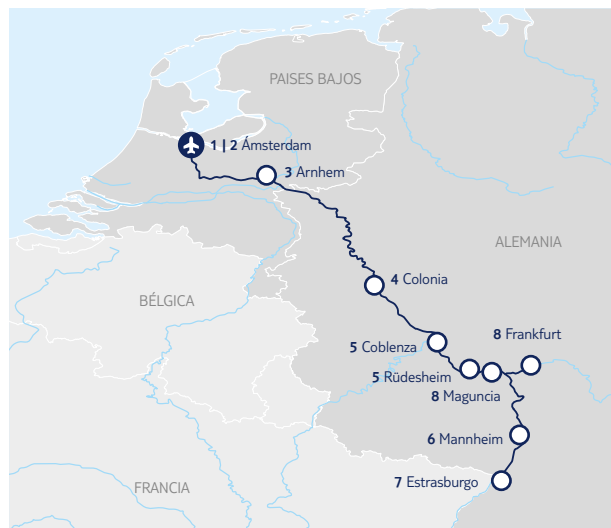 PAISES BAJOS
1 | 2 Ámsterdam
3 Arnhem
ALEMANIA
4 Colonia
BÉLGICA
8 Frankfurt
5 Coblenza
5 Rüdesheim
8 Maguncia
6 Mannheim
7 Estrasburgo
FRANCIA